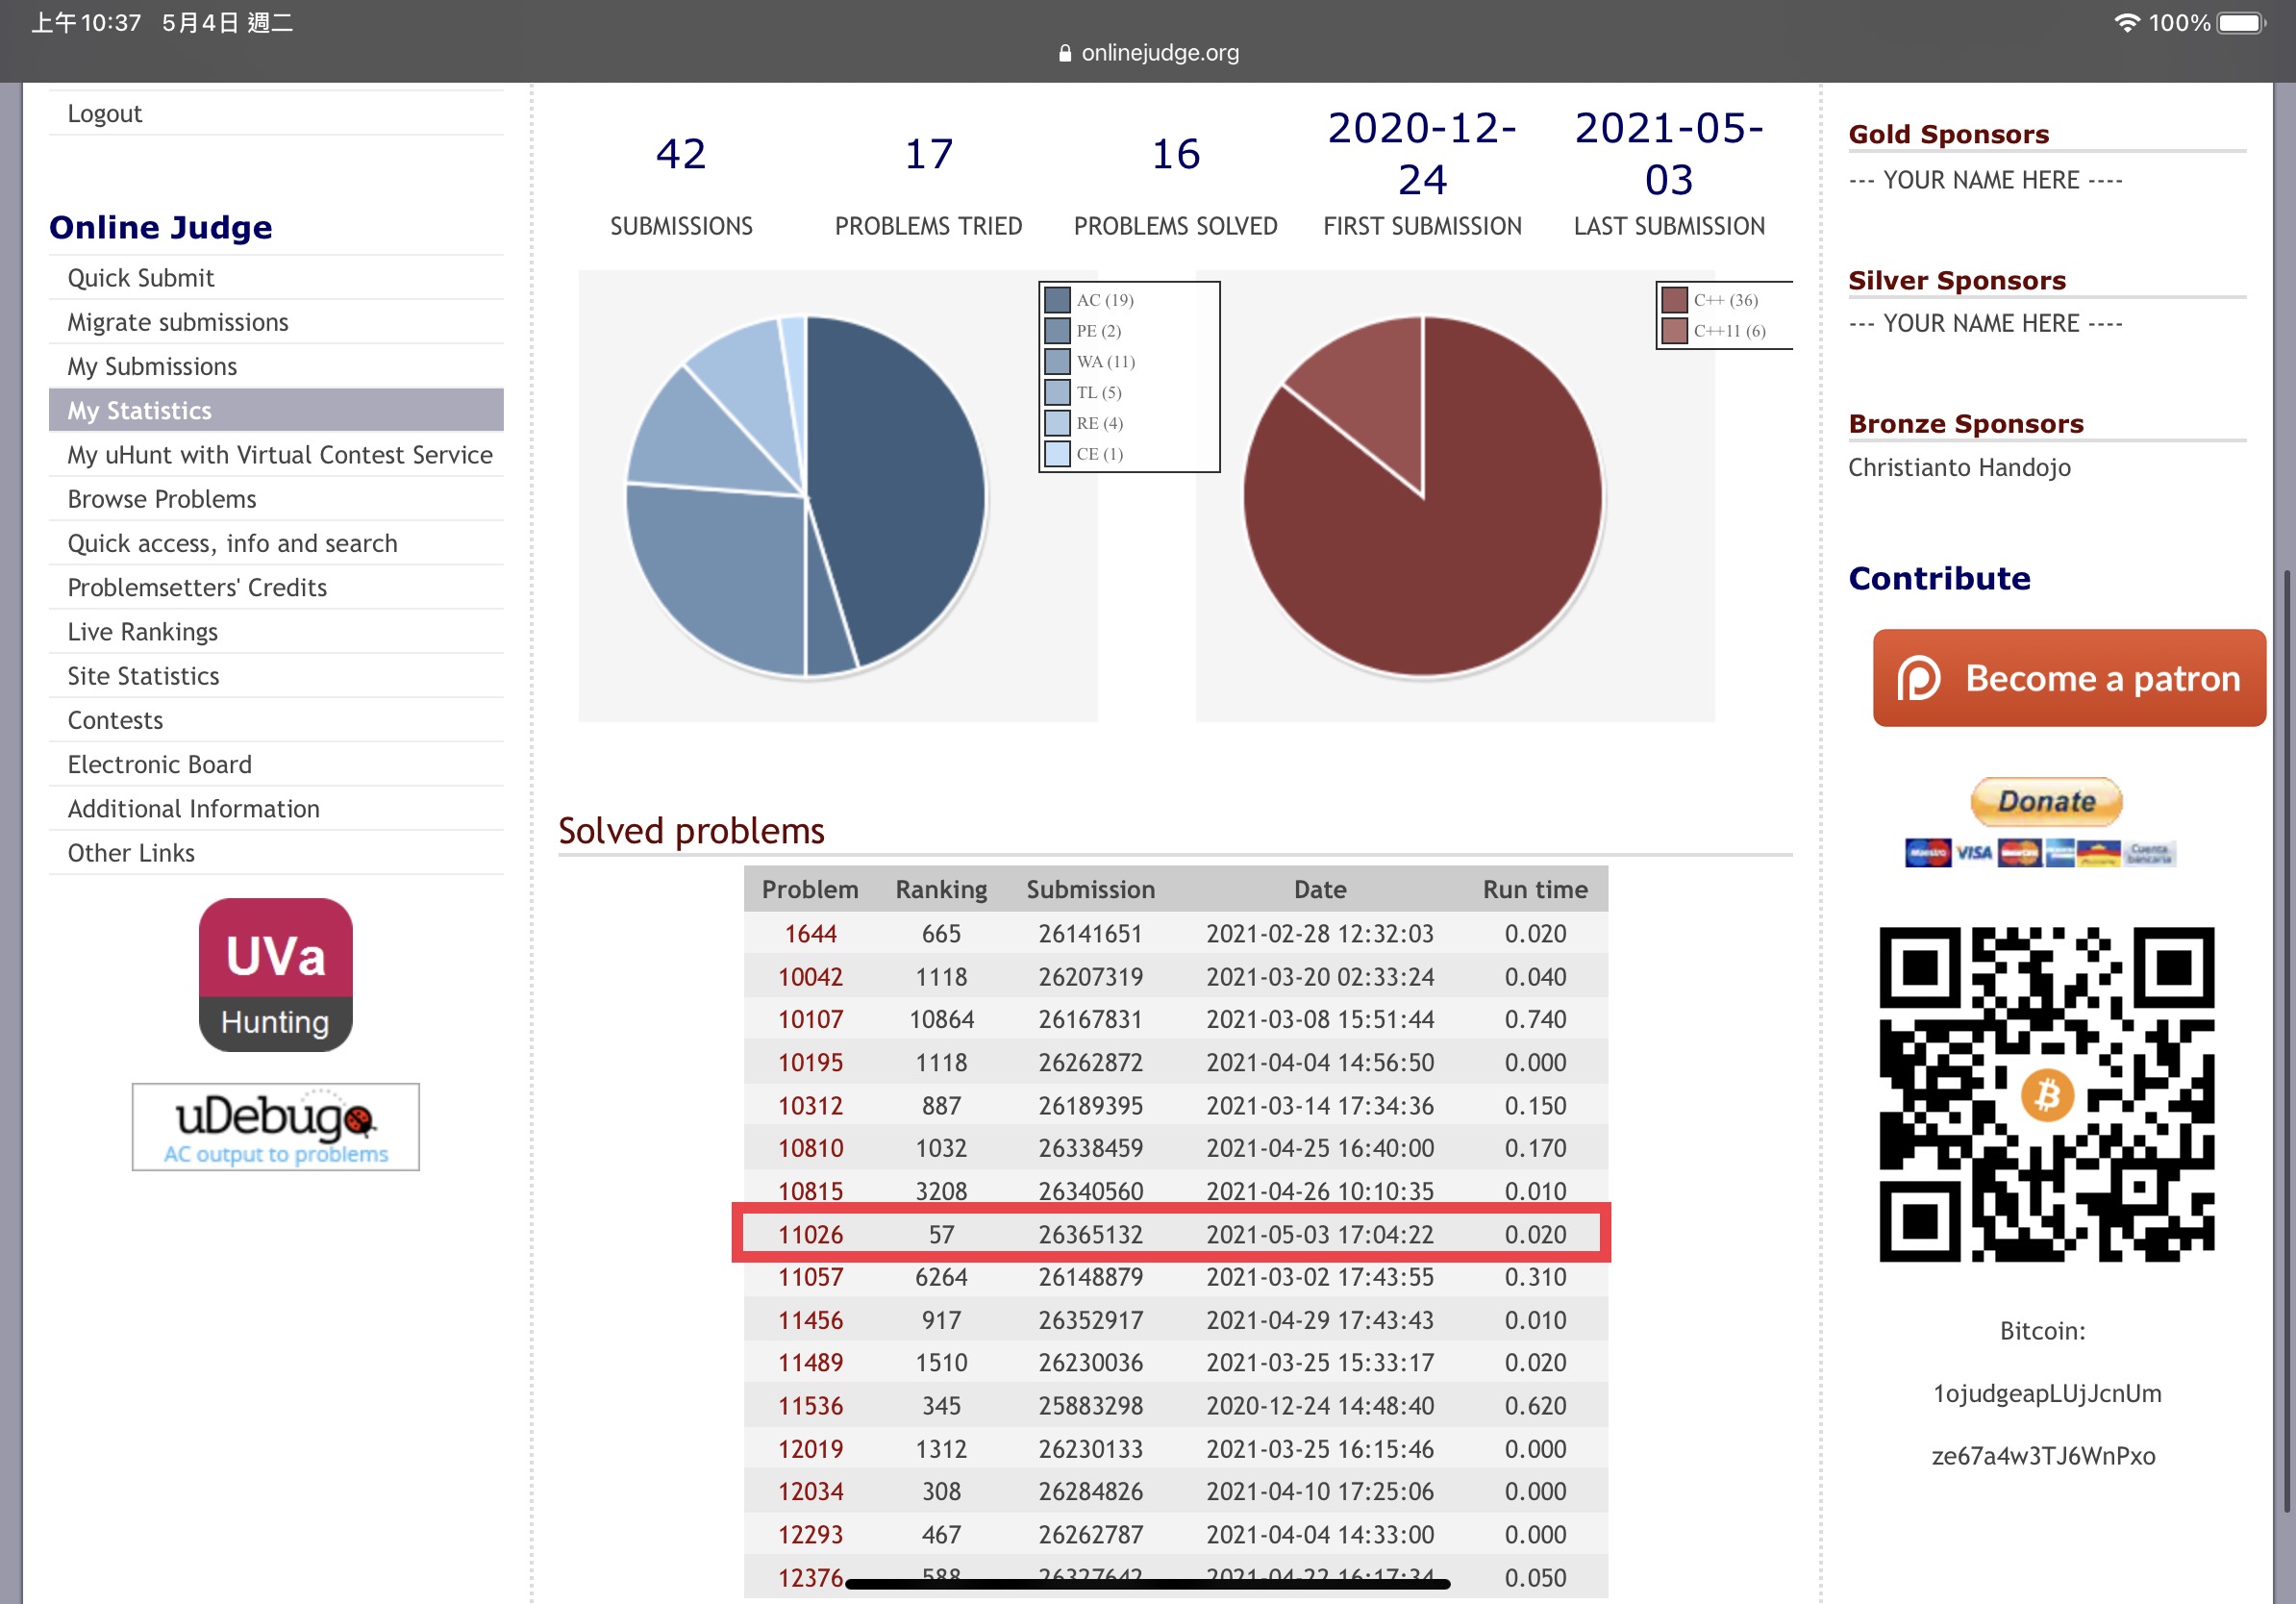 上午10:37 5月4日 週二
100%
onlinejudge.org
Logout
Online Judge
Quick Submit
Migrate submissions
My Submissions
My Statistics
My uHunt with Virtual Contest Service
Browse Problems
Quick access, info and search
Problemsetters' Credits
Live Rankings
Site Statistics
Contests
Electronic Board
Additional Information
Other Links
UVa
Hunting
uDebug
AC output to problems
42 17 16 2020-12-24 2021-05-03
SUBMISSIONS PROBLEMS TRIED PROBLEMS SOLVED FIRST SUBMISSION LAST SUBMISSION
AC (19)
PE (2)
WA (11)
TL (5)
RE (4)
CE (1)
C++ (36)
C++11 (6)
Solved problems
Problem Ranking Submission Date Run time
1644 665 26141651 2021-02-28 12:32:03 0.020
10042 1118 26207319 2021-03-20 02:33:24 0.040
10107 10864 26167831 2021-03-08 15:51:44 0.740
10195 1118 26262872 2021-04-04 14:56:50 0.000
10312 887 26189395 2021-03-14 17:34:36 0.150
10810 1032 26338459 2021-04-25 16:40:00 0.170
10815 3208 26340560 2021-04-26 10:10:35 0.010
11026 57 26365132 2021-05-03 17:04:22 0.020
11057 6264 26148879 2021-03-02 17:43:55 0.310
11456 917 26352917 2021-04-29 17:43:43 0.010
11489 1510 26230036 2021-03-25 15:33:17 0.020
11536 345 25883298 2020-12-24 14:48:40 0.620
12019 1312 26230133 2021-03-25 16:15:46 0.000
12034 308 26284826 2021-04-10 17:25:06 0.000
12293 467 26262787 2021-04-04 14:33:00 0.000
12376 588 26327642 2021-04-22 16:17:34 0.050
Gold Sponsors
--- YOUR NAME HERE ----
Silver Sponsors
--- YOUR NAME HERE ----
Bronze Sponsors
Christianto Handojo
Contribute
Become a patron
Donate
Maestro VISA
Cuenta bancaria
Bitcoin:
1ojudgeapLUjJcnUm
ze67a4w3TJ6WnPxo